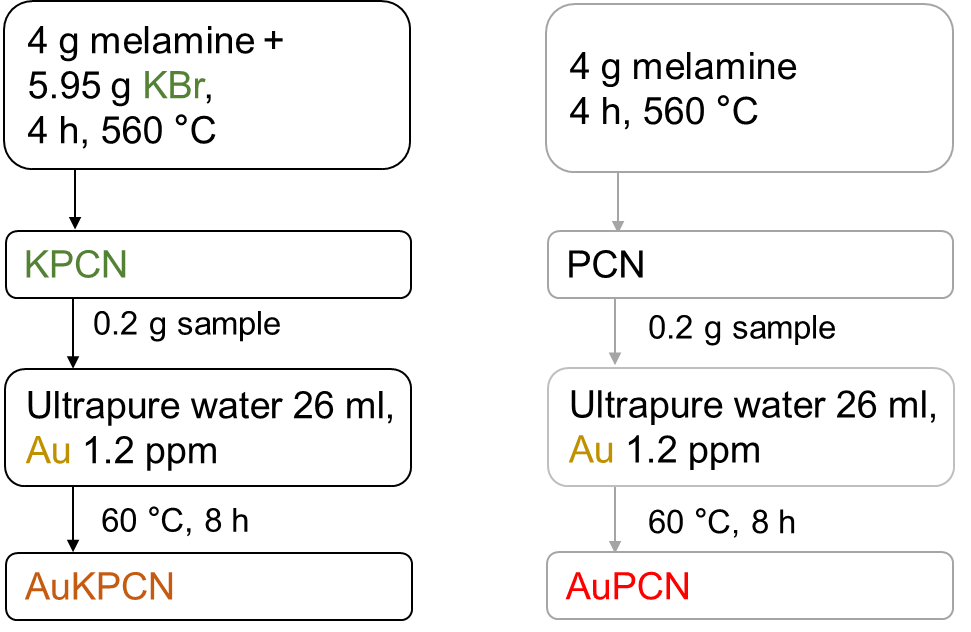 4 g melamine +
5.95 g KBr,
4 h, 560 °C
KPCN
0.2 g sample
Ultrapure water 26 ml,
Au 1.2 ppm
60 °C, 8 h
AuKPCN
4 g melamine
4 h, 560 °C
PCN
0.2 g sample
Ultrapure water 26 ml,
Au 1.2 ppm
60 °C, 8 h
AuPCN